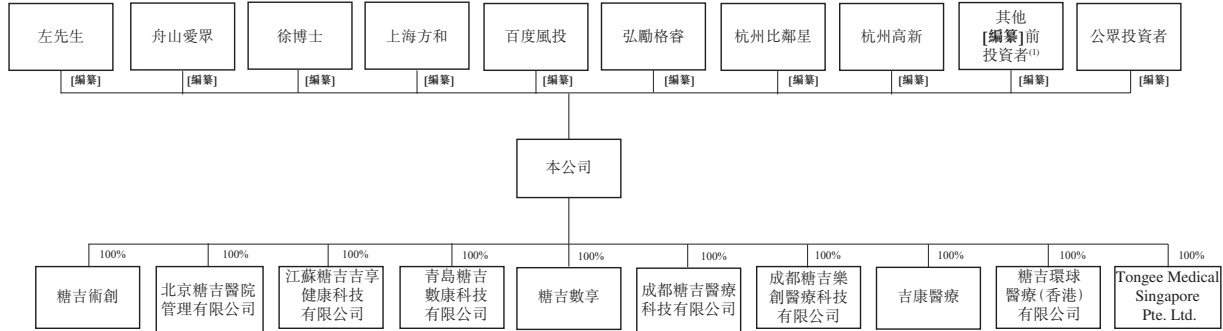 左先生
舟山愛眾
徐博士
上海方和
百度風投
弘勵格睿
杭州比鄰星
杭州高新
其他
[編纂]前
投資者(1)
公眾投資者
[編纂]
[編纂]
[編纂]
[編纂]
[編纂]
[編纂]
[編纂]
[編纂]
[編纂]
[編纂]
本公司
100%
100%
100%
100%
100%
100%
100%
100%
100%
100%
糖吉術創
北京糖吉醫院
管理有限公司
江蘇糖吉吉享
健康科技
有限公司
青島糖吉
數康科技
有限公司
糖吉數享
成都糖吉醫療
科技有限公司
成都糖吉樂
創醫療科技
有限公司
吉康醫療
糖吉環球
醫療(香港)
有限公司
Tongee Medical
Singapore
Pte. Ltd.